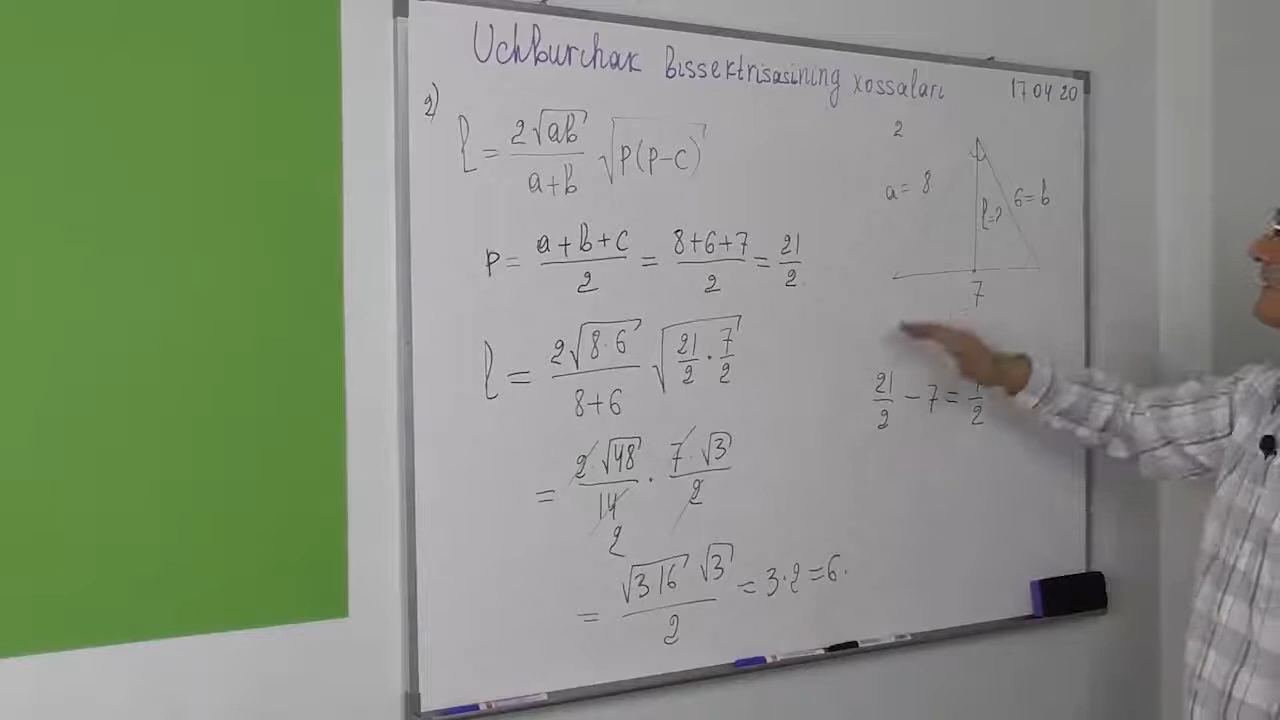 Uchburchak Bissektrisasining xossalari
17 04 20
2)
l = 2√ab / a+b √p(p-c)
p = a+b+c / 2 = 8+6+7 / 2 = 21/2
l = 2√8·6 / 8+6 √21/2 · 7/2
= 2·√48 / 14 · 7·√3 / 2
2
= √3 16 √3 / 2 = 3·2 = 6.
2
a = 8
l=?
6 = b
7
21/2 - 7 = 7/2